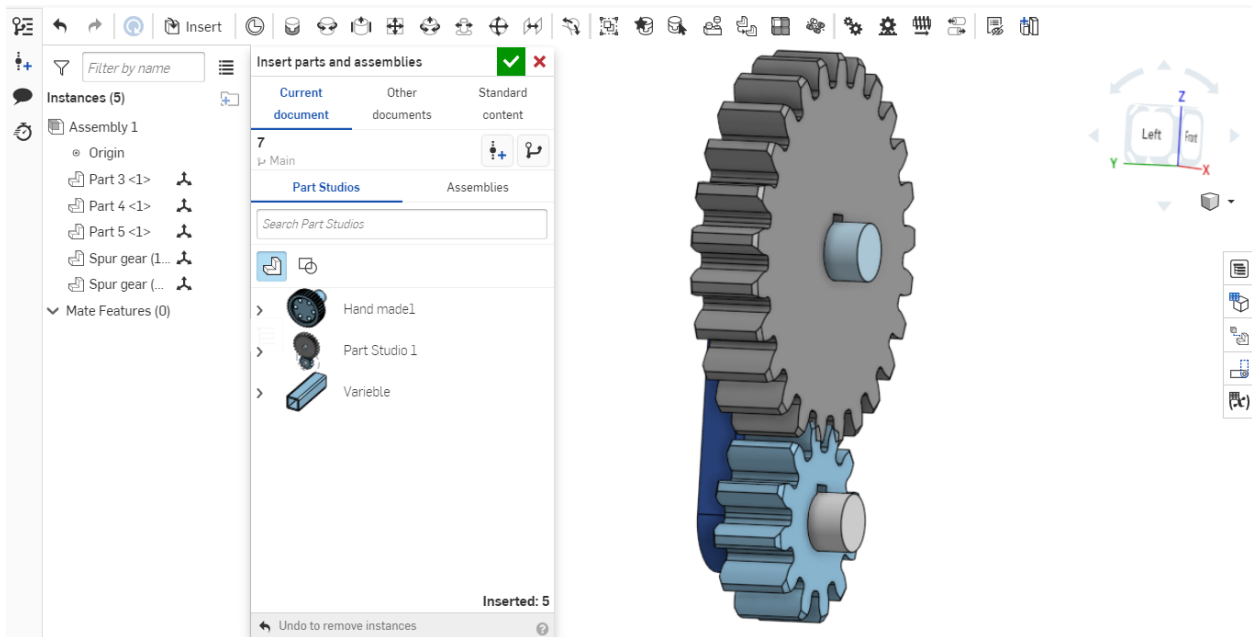 Insert
Filter by name
Instances (5)
Assembly 1
Origin
Part 3 <1>
Part 4 <1>
Part 5 <1>
Spur gear (1...
Spur gear (...
Mate Features (0)
Insert parts and assemblies
Current document
Other documents
Standard content
7
Main
Part Studios
Assemblies
Search Part Studios
Hand made1
Part Studio 1
Varieble
Inserted: 5
Undo to remove instances
Z
Left
Front
Y
X
(x)